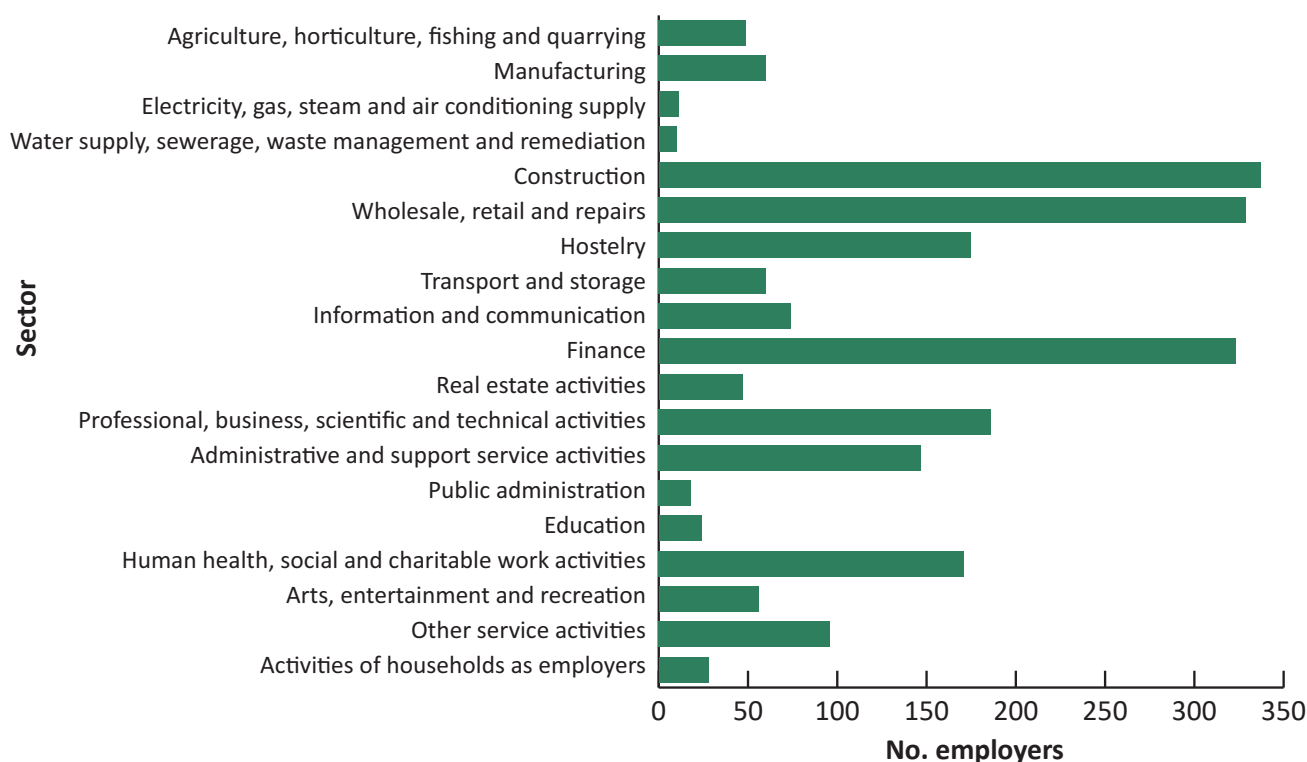 Agriculture, horticulture, fishing and quarrying
Manufacturing
Electricity, gas, steam and air conditioning supply
Water supply, sewerage, waste management and remediation
Construction
Wholesale, retail and repairs
Hostelry
Transport and storage
Information and communication
Finance
Real estate activities
Professional, business, scientific and technical activities
Administrative and support service activities
Public administration
Education
Human health, social and charitable work activities
Arts, entertainment and recreation
Other service activities
Activities of households as employers
Sector
0 50 100 150 200 250 300 350
No. employers